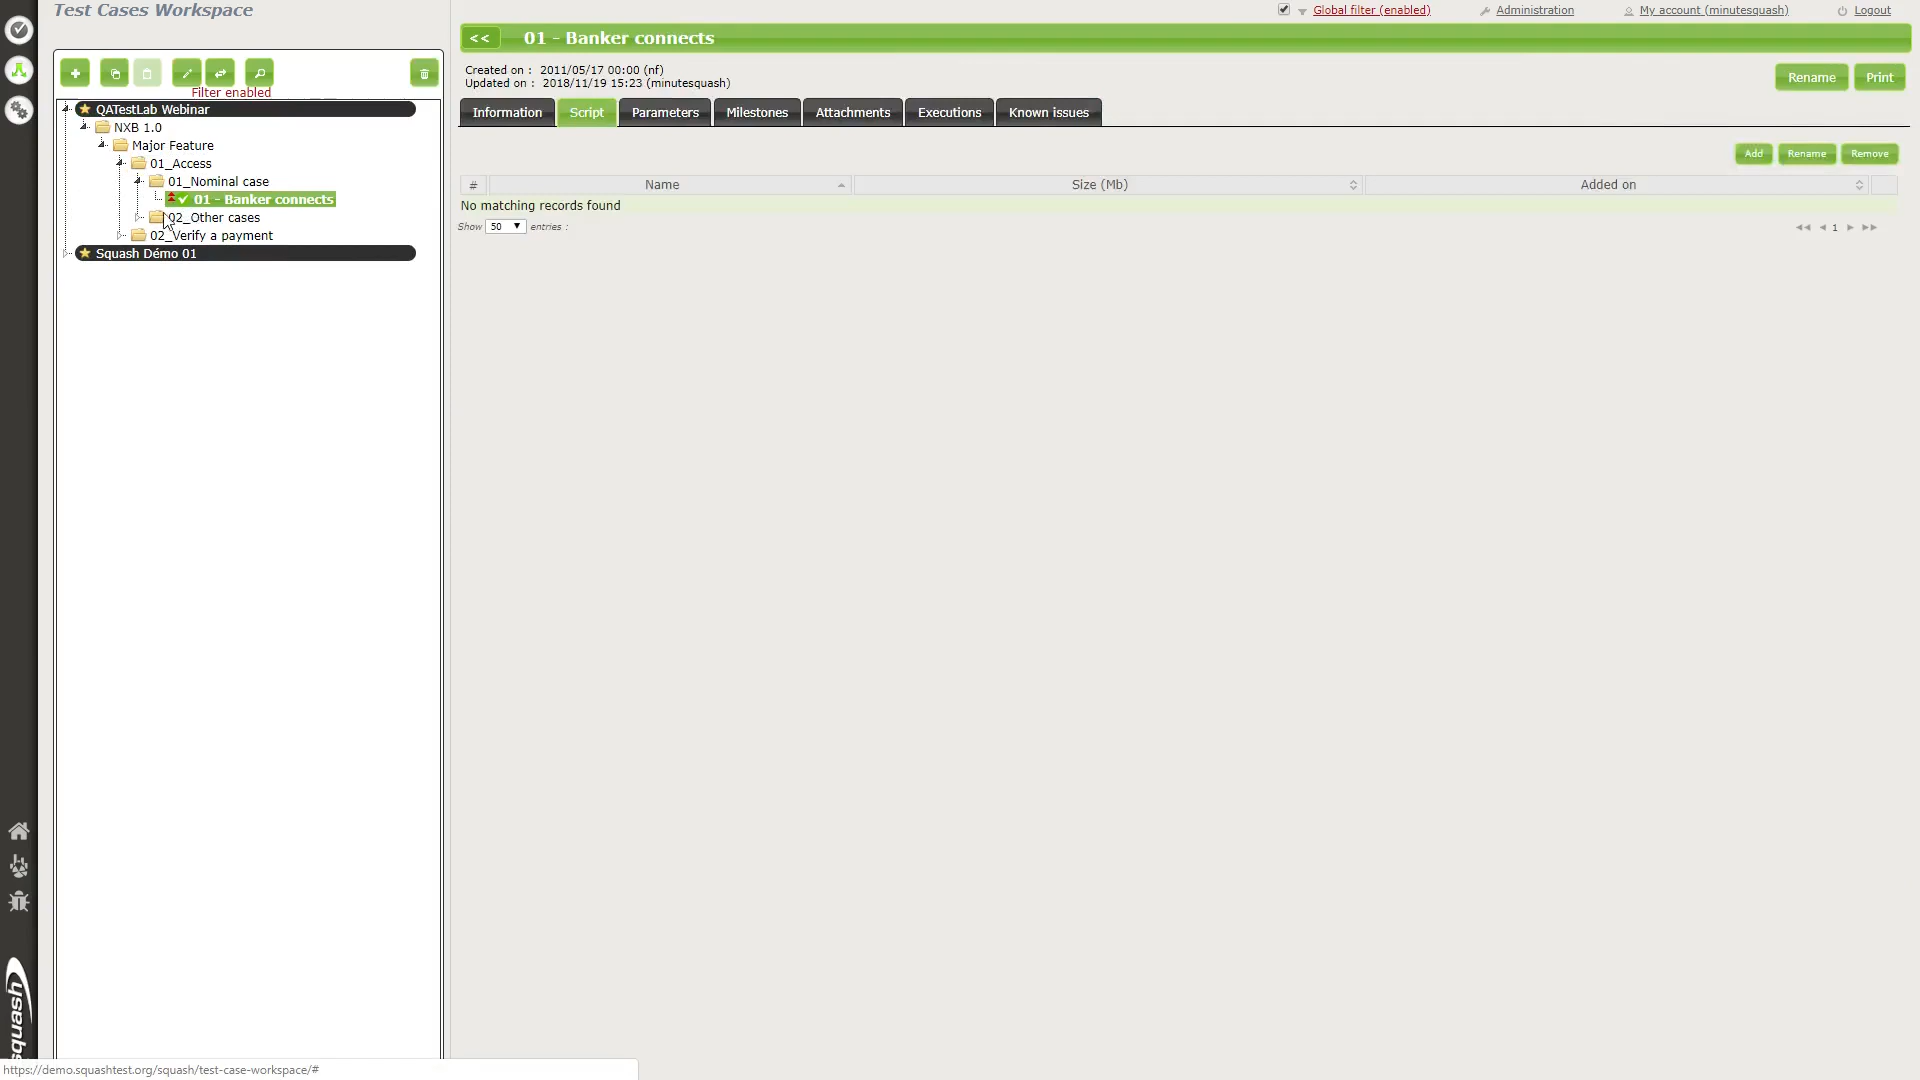 Test Cases Workspace
Global filter (enabled)
Administration
My account (minutesquash)
Logout
<< 01 - Banker connects
Created on : 2011/05/17 00:00 (nf)
Updated on : 2018/11/19 15:23 (minutesquash)
Rename
Print
Filter enabled
Information
Script
Parameters
Milestones
Attachments
Executions
Known issues
QATestLab Webinar
NXB 1.0
Major Feature
01_Access
01_Nominal case
01 - Banker connects
02_Other cases
02_Verify a payment
Squash Démo 01
Add
Rename
Remove
# Name Size (Mb) Added on
No matching records found
Show 50 entries :
1
squash
https://demo.squashtest.org/squash/test-case-workspace/#